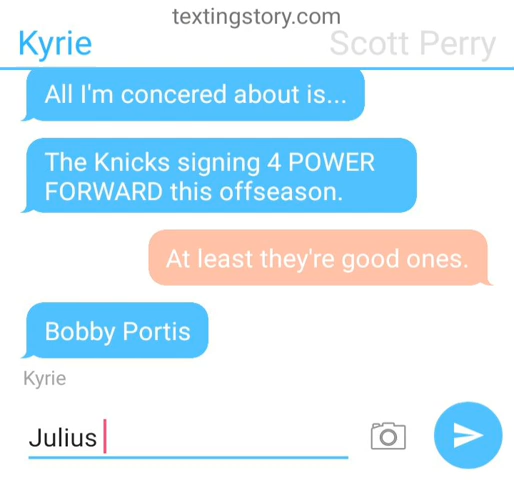 textingstory.com
Kyrie
Scott Perry
All I'm concered about is...
The Knicks signing 4 POWER
FORWARD this offseason.
At least they're good ones.
Bobby Portis
Kyrie
Julius